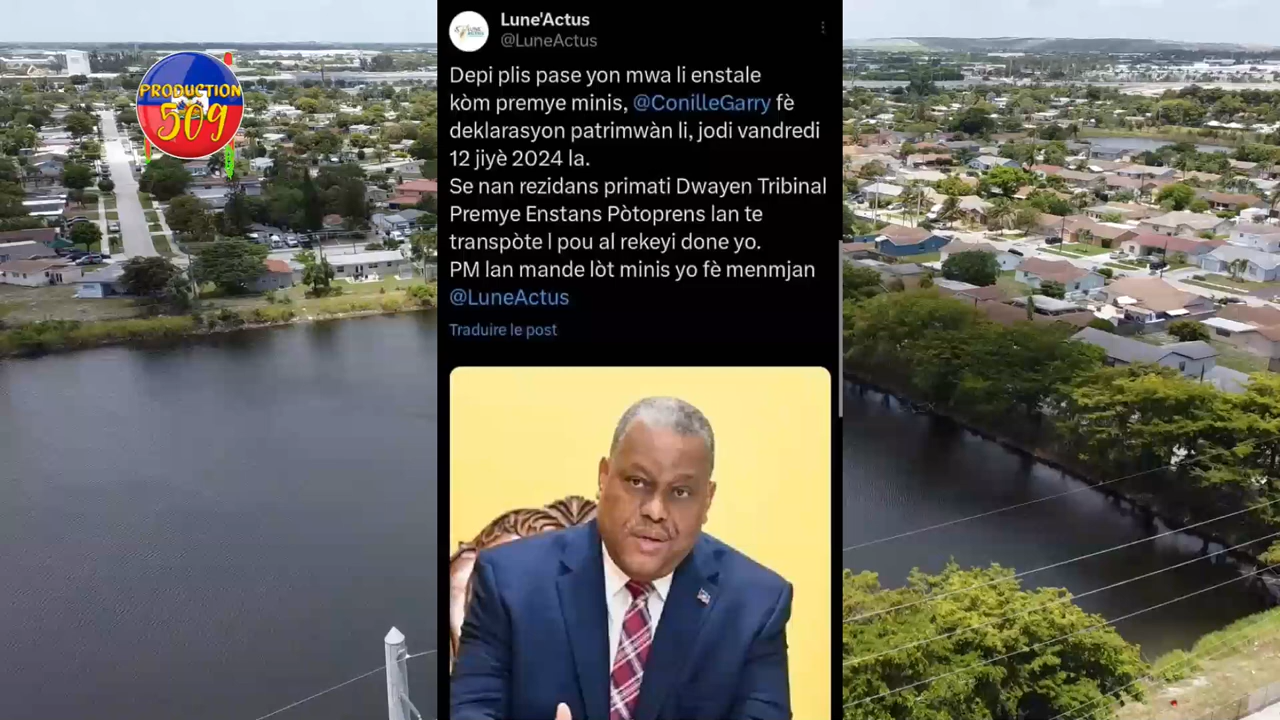 PRODUCTION
509
Lune'Actus
@LuneActus
Depi plis pase yon mwa li enstale
kòm premye minis, @ConilleGarry fè
deklarasyon patrimwàn li, jodi vandredi
12 jiyè 2024 la.
Se nan rezidans primati Dwayen Tribinal
Premye Enstans Pòtoprens lan te
transpòte l pou al rekeyi done yo.
PM lan mande lòt minis yo fè menmjan
@LuneActus
Traduire le post